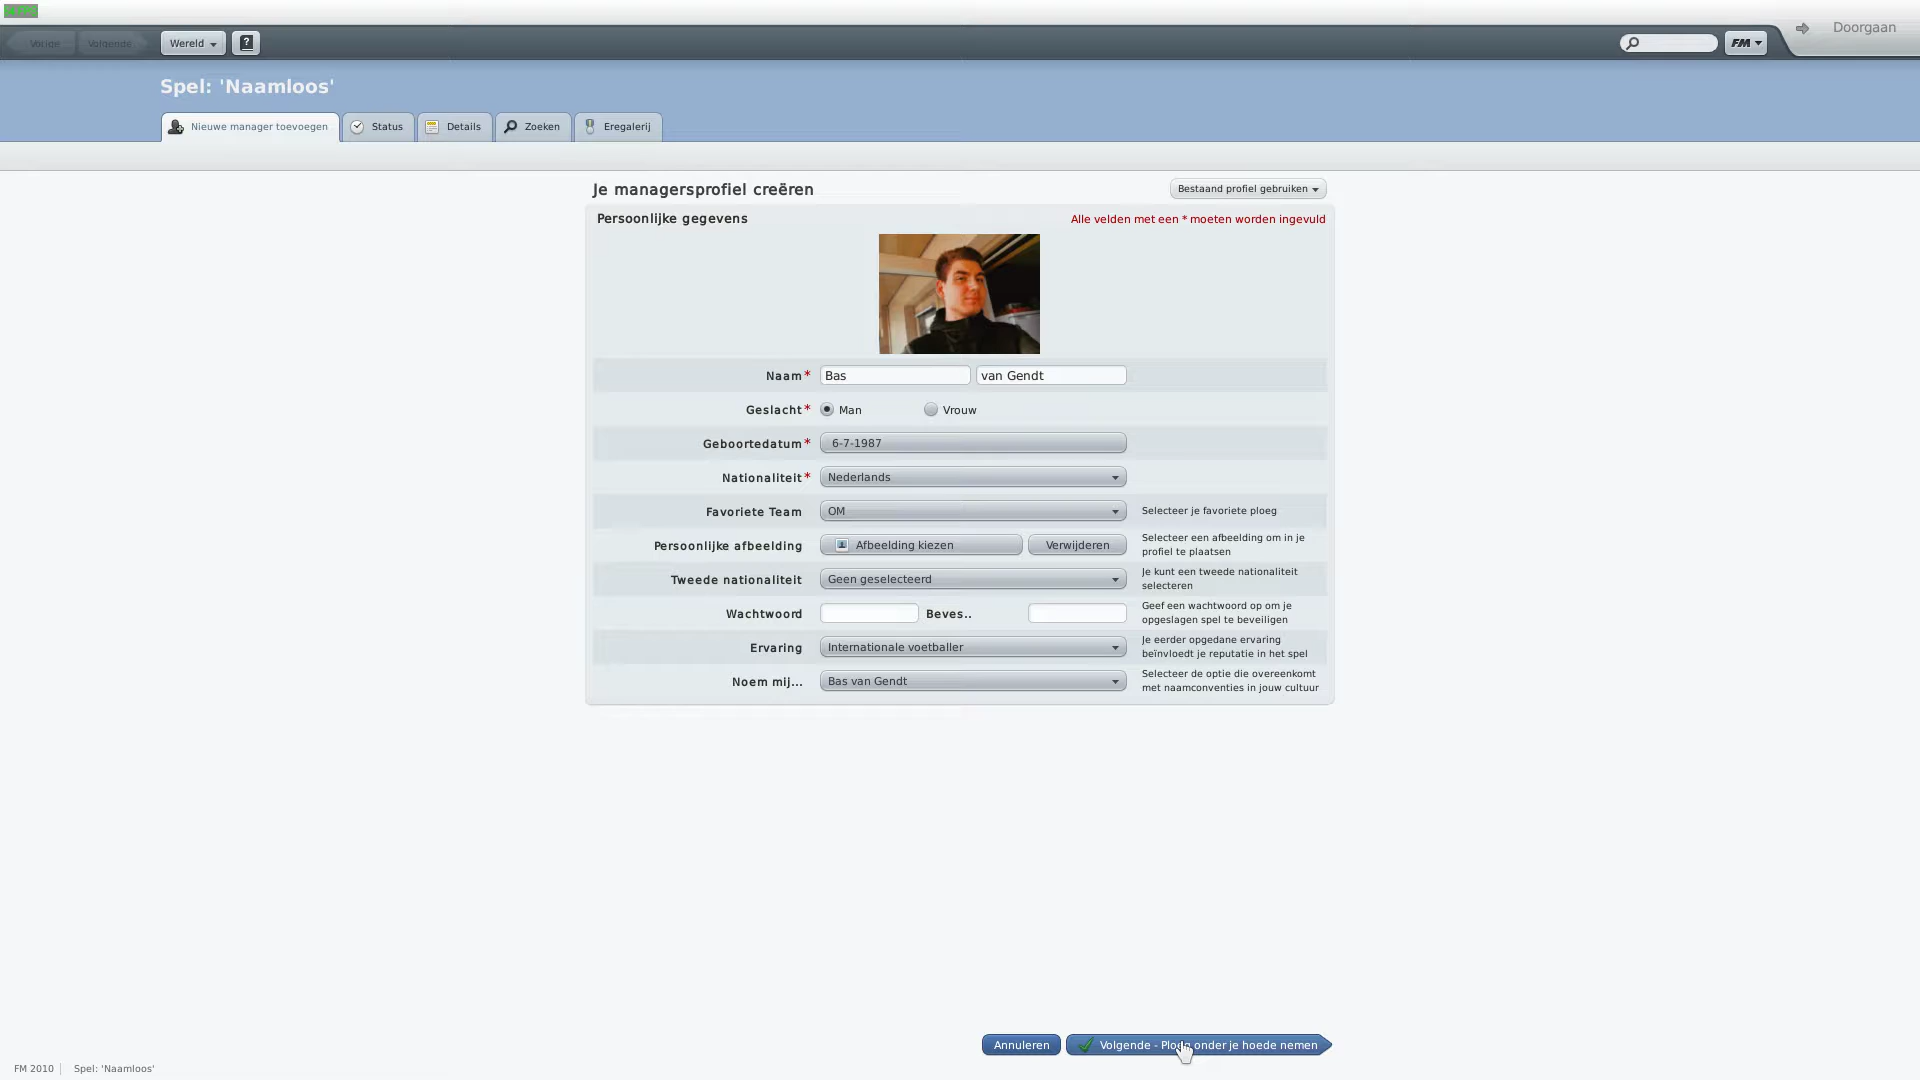 Vorige
Volgende
Wereld
?
FM
Doorgaan
Spel: 'Naamloos'
Nieuwe manager toevoegen
Status
Details
Zoeken
Eregalerij
Je managersprofiel creëren
Bestaand profiel gebruiken
Persoonlijke gegevens
Alle velden met een * moeten worden ingevuld
Naam* Bas van Gendt
Geslacht* Man Vrouw
Geboortedatum* 6-7-1987
Nationaliteit* Nederlands
Favoriete Team OM Selecteer je favoriete ploeg
Persoonlijke afbeelding Afbeelding kiezen Verwijderen
Selecteer een afbeelding om in je
profiel te plaatsen
Tweede nationaliteit Geen geselecteerd
Je kunt een tweede nationaliteit
selecteren
Wachtwoord Beves..
Geef een wachtwoord op om je
opgeslagen spel te beveiligen
Ervaring Internationale voetballer
Je eerder opgedane ervaring
beïnvloedt je reputatie in het spel
Noem mij... Bas van Gendt
Selecteer de optie die overeenkomt
met naamconventies in jouw cultuur
Annuleren
Volgende - Ploeg onder je hoede nemen
FM 2010
Spel: 'Naamloos'